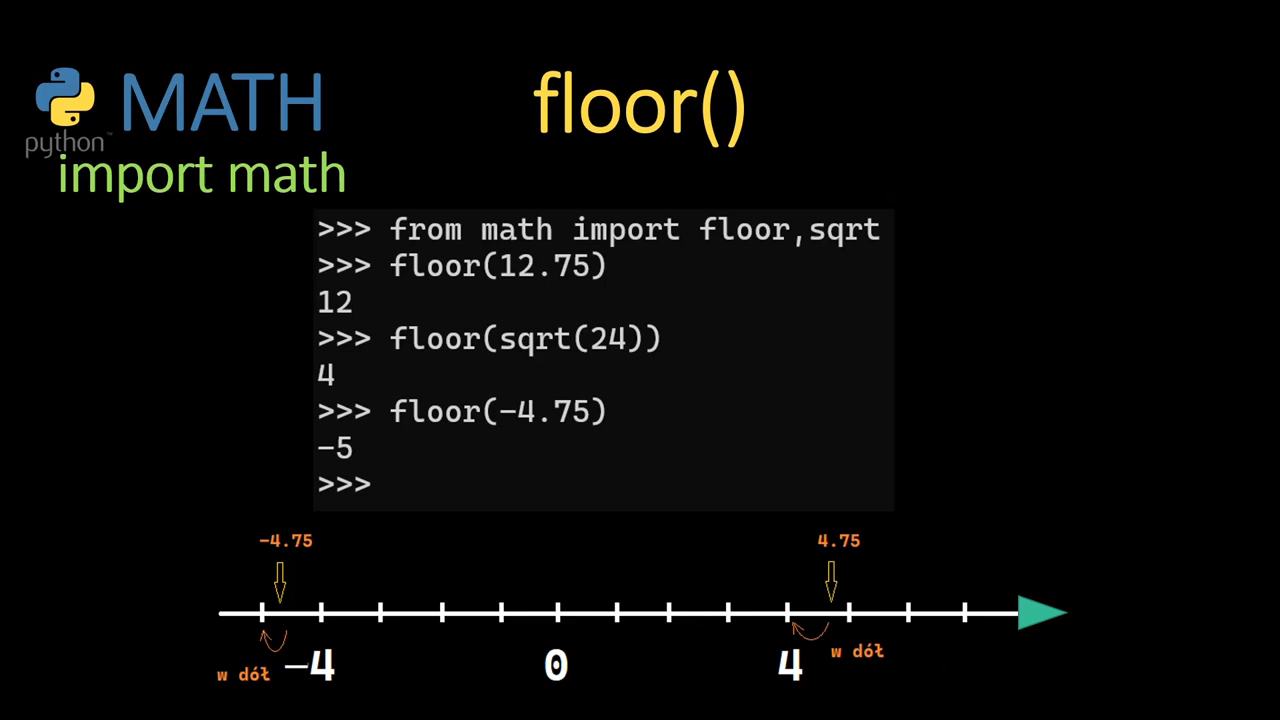 MATH
floor()
python™
import math
>>> from math import floor,sqrt
>>> floor(12.75)
12
>>> floor(sqrt(24))
4
>>> floor(-4.75)
-5
>>>
-4.75 4.75
w dół -4 0 4 w dół